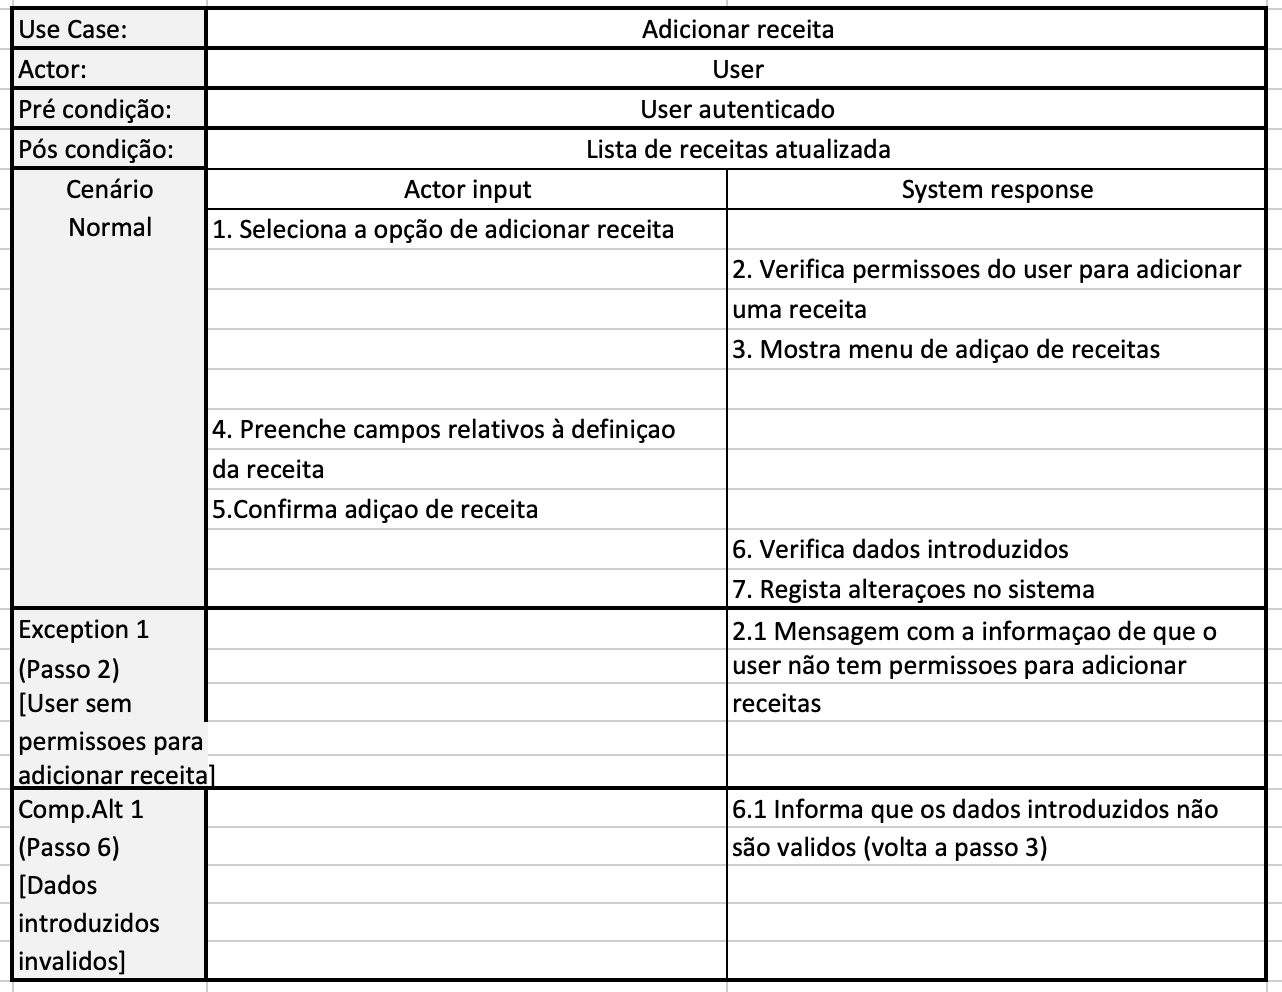 Use Case: Adicionar receita
Actor: User
Pré condição: User autenticado
Pós condição: Lista de receitas atualizada
Cenário
Normal
Actor input
System response
1. Seleciona a opção de adicionar receita
2. Verifica permissoes do user para adicionar
uma receita
3. Mostra menu de adiçao de receitas
4. Preenche campos relativos à definiçao
da receita
5.Confirma adiçao de receita
6. Verifica dados introduzidos
7. Regista alteraçoes no sistema
Exception 1
(Passo 2)
[User sem
permissoes para
adicionar receita]
2.1 Mensagem com a informaçao de que o
user não tem permissoes para adicionar
receitas
Comp.Alt 1
(Passo 6)
[Dados
introduzidos
invalidos]
6.1 Informa que os dados introduzidos não
são validos (volta a passo 3)